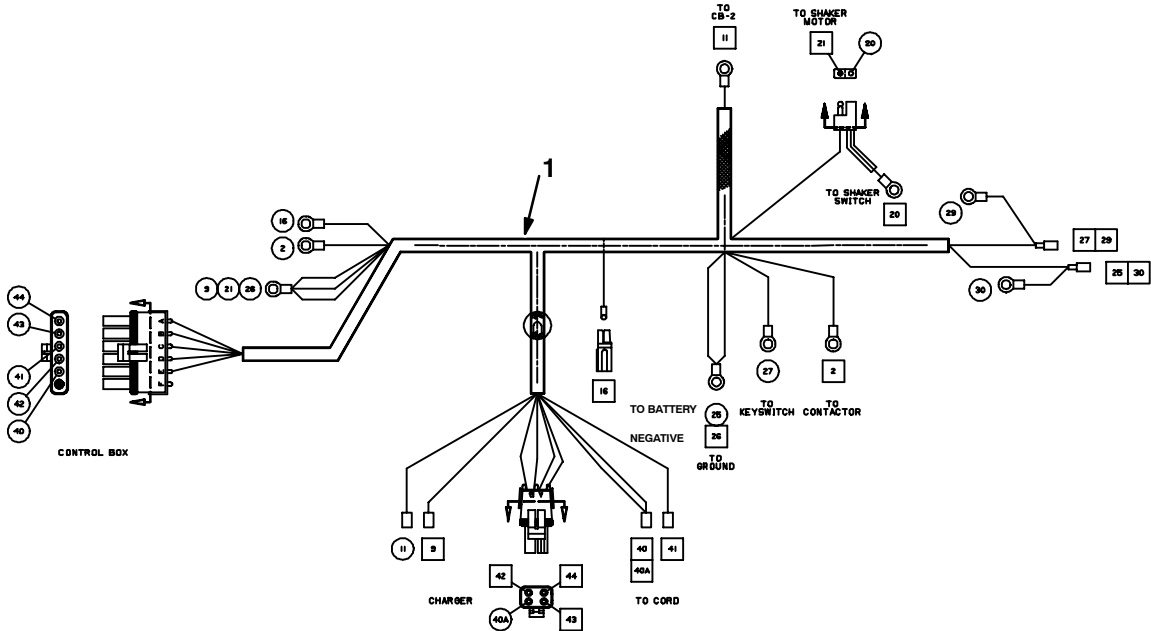 TO
CB-2
11
TO SHAKER
MOTOR
21 20
1
TO SHAKER
SWITCH
20
16
2
9 21 26
29
27 29
25 30
30
44
43
41
42
40
A
B
C
D
E
F
CONTROL BOX
16
27
2
TO
KEYSWITCH
TO
CONTACTOR
TO BATTERY
NEGATIVE
25
26
TO
GROUND
11 9
40 41
40A
42 44
40A 43
CHARGER
TO CORD